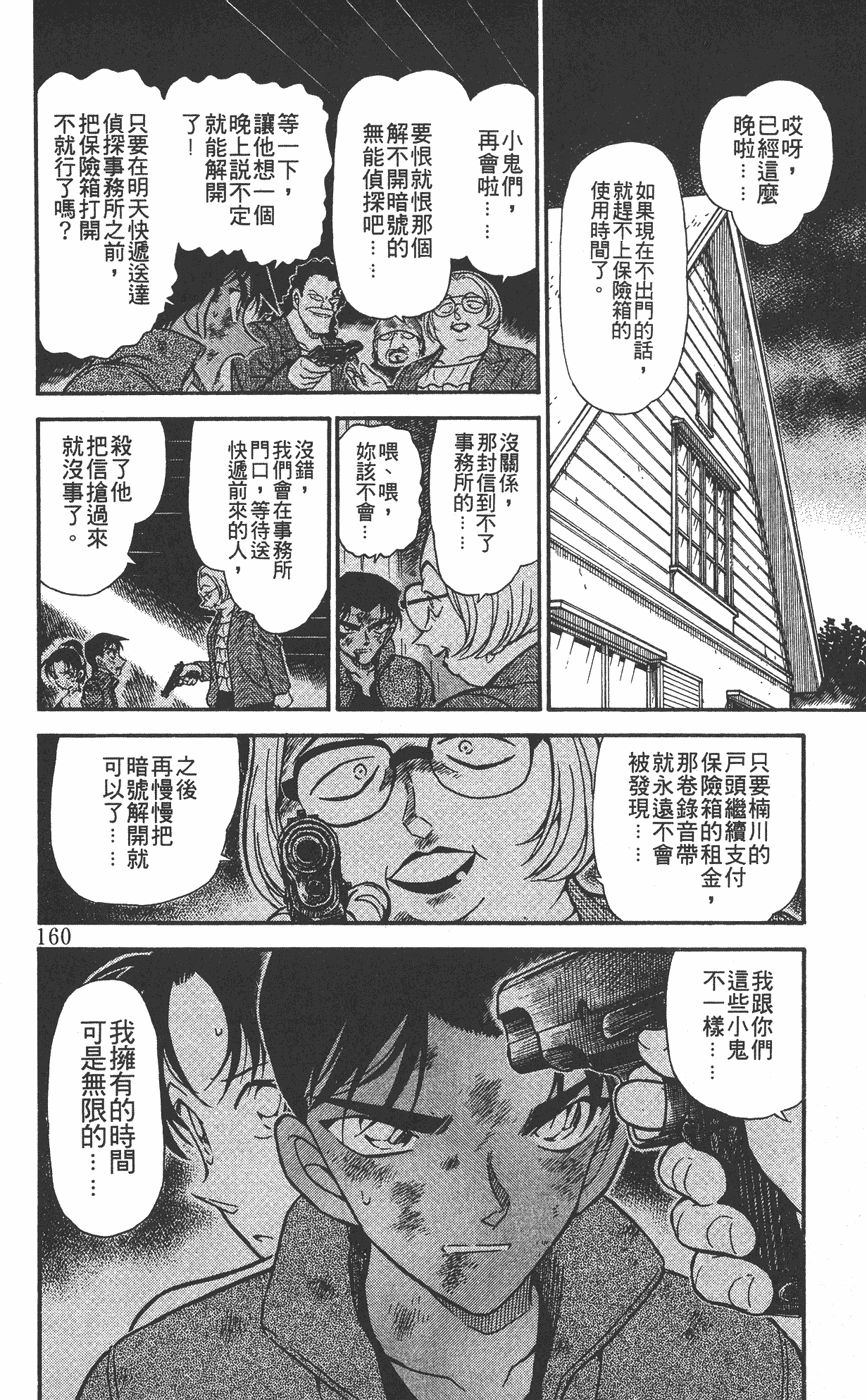 哎呀，
已經這麼
晚啦……
如果現在不出門的話，
就趕不上保險箱的
使用時間了。
小鬼們，
再會啦……
要恨就恨那個
解不開暗號的
無能偵探吧……
等一下，
讓他想一個
晚上說不定
就能解開
了！
只要在明天快遞送達
偵探事務所之前，
把保險箱打開
不就行了嗎？
沒關係，
那封信到不了
事務所的……
喂、喂，
妳該不會…
沒錯，
我們會在事務所
門口，等待送
快遞前來的人，
殺了他
把信搶過來
就沒事了。
只要楠川的
戶頭繼續支付
保險箱的租金，
那卷錄音帶
就永遠不會
被發現……
之後
再慢慢把
暗號解開就
可以了……
160
我跟你們
這些小鬼
不一樣……
我擁有的時間
可是無限的……